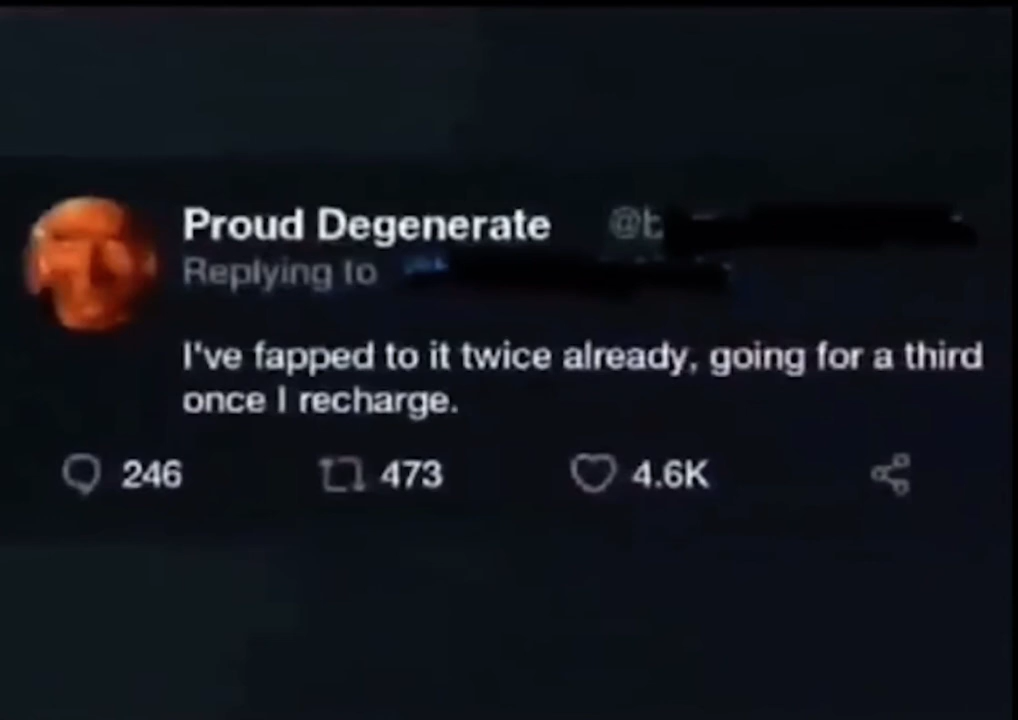 Proud Degenerate
Replying to
I've fapped to it twice already, going for a third
once I recharge.
246 473 4.6K